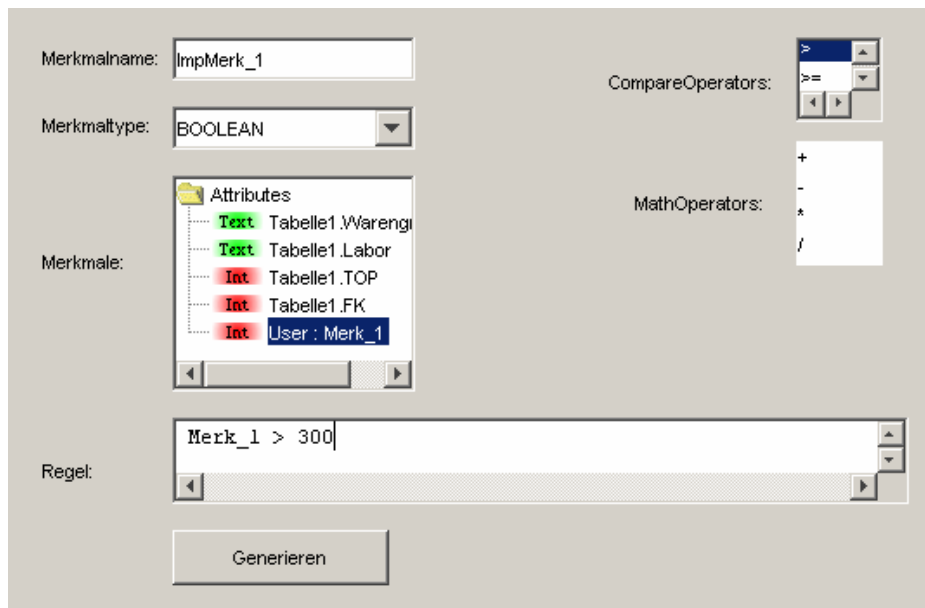 Merkmalname:
ImpMerk_1
CompareOperators:
>
>=
Merkmaltype:
BOOLEAN
MathOperators:
+
-
*
/
Merkmale:
Attributes
Text Tabelle1.Wareng
Text Tabelle1.Labor
Int Tabelle1.TOP
Int Tabelle1.FK
Int User : Merk_1
Regel:
Merk_1 > 300
Generieren